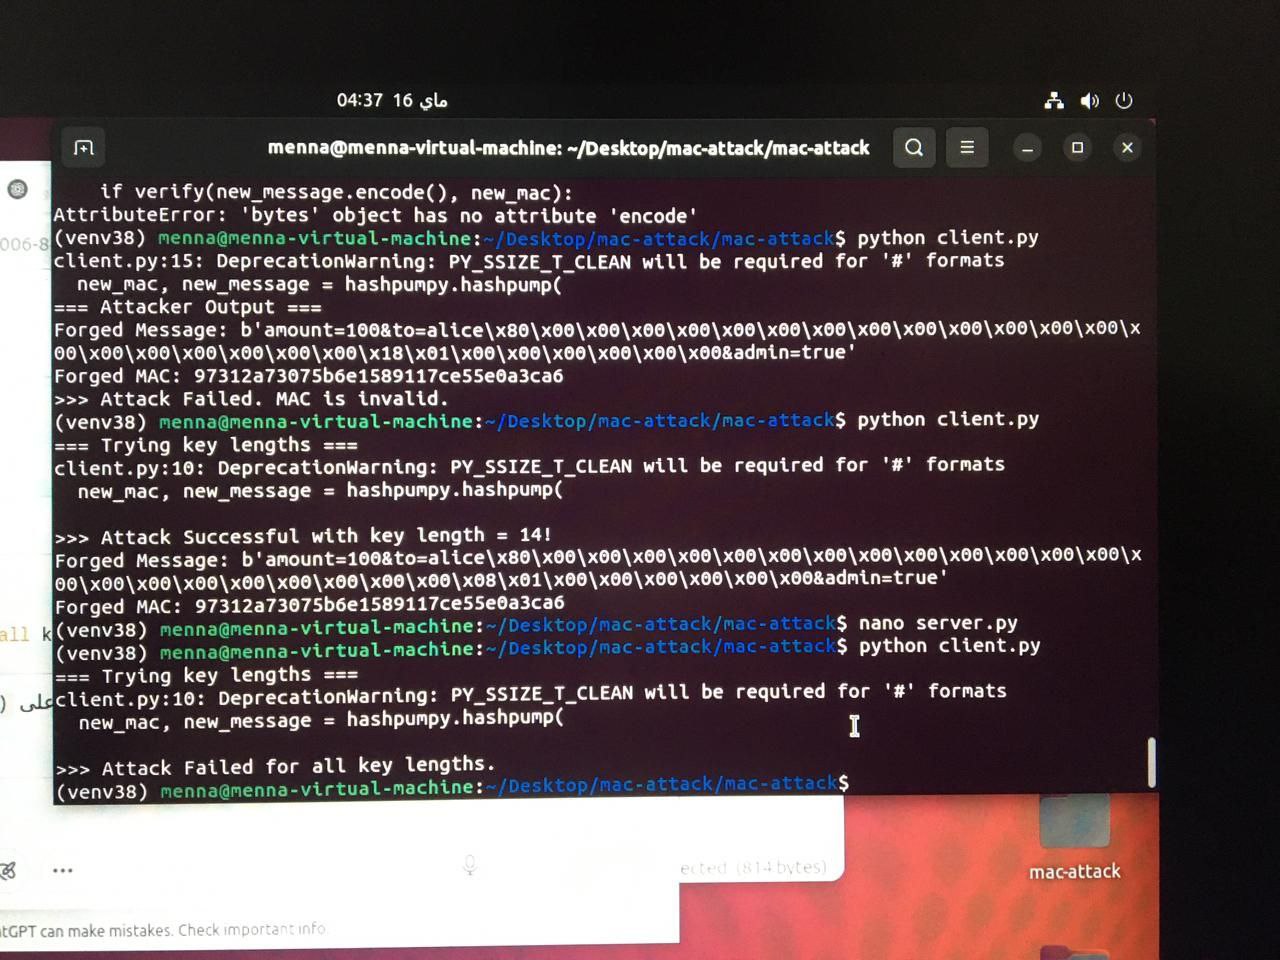 04:37 16 ماي
menna@menna-virtual-machine: ~/Desktop/mac-attack/mac-attack
if verify(new_message.encode(), new_mac):
AttributeError: 'bytes' object has no attribute 'encode'
(venv38) menna@menna-virtual-machine:~/Desktop/mac-attack/mac-attack$ python client.py
client.py:15: DeprecationWarning: PY_SSIZE_T_CLEAN will be required for '#' formats
new_mac, new_message = hashpumpy.hashpump(
=== Attacker Output ===
Forged Message: b'amount=100&to=alice\x80\x00\x00\x00\x00\x00\x00\x00\x00\x00\x00\x00\x00\x00\x
00\x00\x00\x00\x00\x00\x00\x18\x01\x00\x00\x00\x00\x00\x00&admin=true'
Forged MAC: 97312a73075b6e1589117ce55e0a3ca6
>>> Attack Failed. MAC is invalid.
(venv38) menna@menna-virtual-machine:~/Desktop/mac-attack/mac-attack$ python client.py
=== Trying key lengths ===
client.py:10: DeprecationWarning: PY_SSIZE_T_CLEAN will be required for '#' formats
new_mac, new_message = hashpumpy.hashpump(
>>> Attack Successful with key length = 14!
Forged Message: b'amount=100&to=alice\x80\x00\x00\x00\x00\x00\x00\x00\x00\x00\x00\x00\x00\x00\x
00\x00\x00\x00\x00\x00\x00\x00\x00\x08\x01\x00\x00\x00\x00\x00\x00&admin=true'
Forged MAC: 97312a73075b6e1589117ce55e0a3ca6
(venv38) menna@menna-virtual-machine:~/Desktop/mac-attack/mac-attack$ nano server.py
(venv38) menna@menna-virtual-machine:~/Desktop/mac-attack/mac-attack$ python client.py
=== Trying key lengths ===
client.py:10: DeprecationWarning: PY_SSIZE_T_CLEAN will be required for '#' formats
new_mac, new_message = hashpumpy.hashpump(
>>> Attack Failed for all key lengths.
(venv38) menna@menna-virtual-machine:~/Desktop/mac-attack/mac-attack$
006-8
all k
على (
ected (814 bytes)
mac-attack
tGPT can make mistakes. Check important info